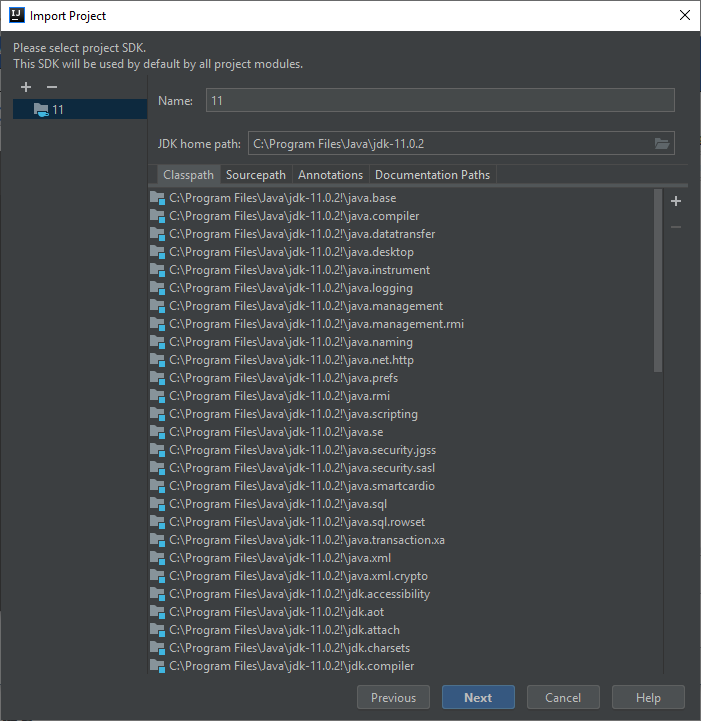 IJ Import Project
Please select project SDK.
This SDK will be used by default by all project modules.
11
Name: 11
JDK home path: C:\Program Files\Java\jdk-11.0.2
Classpath Sourcepath Annotations Documentation Paths
C:\Program Files\Java\jdk-11.0.2!\java.base
C:\Program Files\Java\jdk-11.0.2!\java.compiler
C:\Program Files\Java\jdk-11.0.2!\java.datatransfer
C:\Program Files\Java\jdk-11.0.2!\java.desktop
C:\Program Files\Java\jdk-11.0.2!\java.instrument
C:\Program Files\Java\jdk-11.0.2!\java.logging
C:\Program Files\Java\jdk-11.0.2!\java.management
C:\Program Files\Java\jdk-11.0.2!\java.management.rmi
C:\Program Files\Java\jdk-11.0.2!\java.naming
C:\Program Files\Java\jdk-11.0.2!\java.net.http
C:\Program Files\Java\jdk-11.0.2!\java.prefs
C:\Program Files\Java\jdk-11.0.2!\java.rmi
C:\Program Files\Java\jdk-11.0.2!\java.scripting
C:\Program Files\Java\jdk-11.0.2!\java.se
C:\Program Files\Java\jdk-11.0.2!\java.security.jgss
C:\Program Files\Java\jdk-11.0.2!\java.security.sasl
C:\Program Files\Java\jdk-11.0.2!\java.smartcardio
C:\Program Files\Java\jdk-11.0.2!\java.sql
C:\Program Files\Java\jdk-11.0.2!\java.sql.rowset
C:\Program Files\Java\jdk-11.0.2!\java.transaction.xa
C:\Program Files\Java\jdk-11.0.2!\java.xml
C:\Program Files\Java\jdk-11.0.2!\java.xml.crypto
C:\Program Files\Java\jdk-11.0.2!\jdk.accessibility
C:\Program Files\Java\jdk-11.0.2!\jdk.aot
C:\Program Files\Java\jdk-11.0.2!\jdk.attach
C:\Program Files\Java\jdk-11.0.2!\jdk.charsets
C:\Program Files\Java\jdk-11.0.2!\jdk.compiler
Previous Next Cancel Help